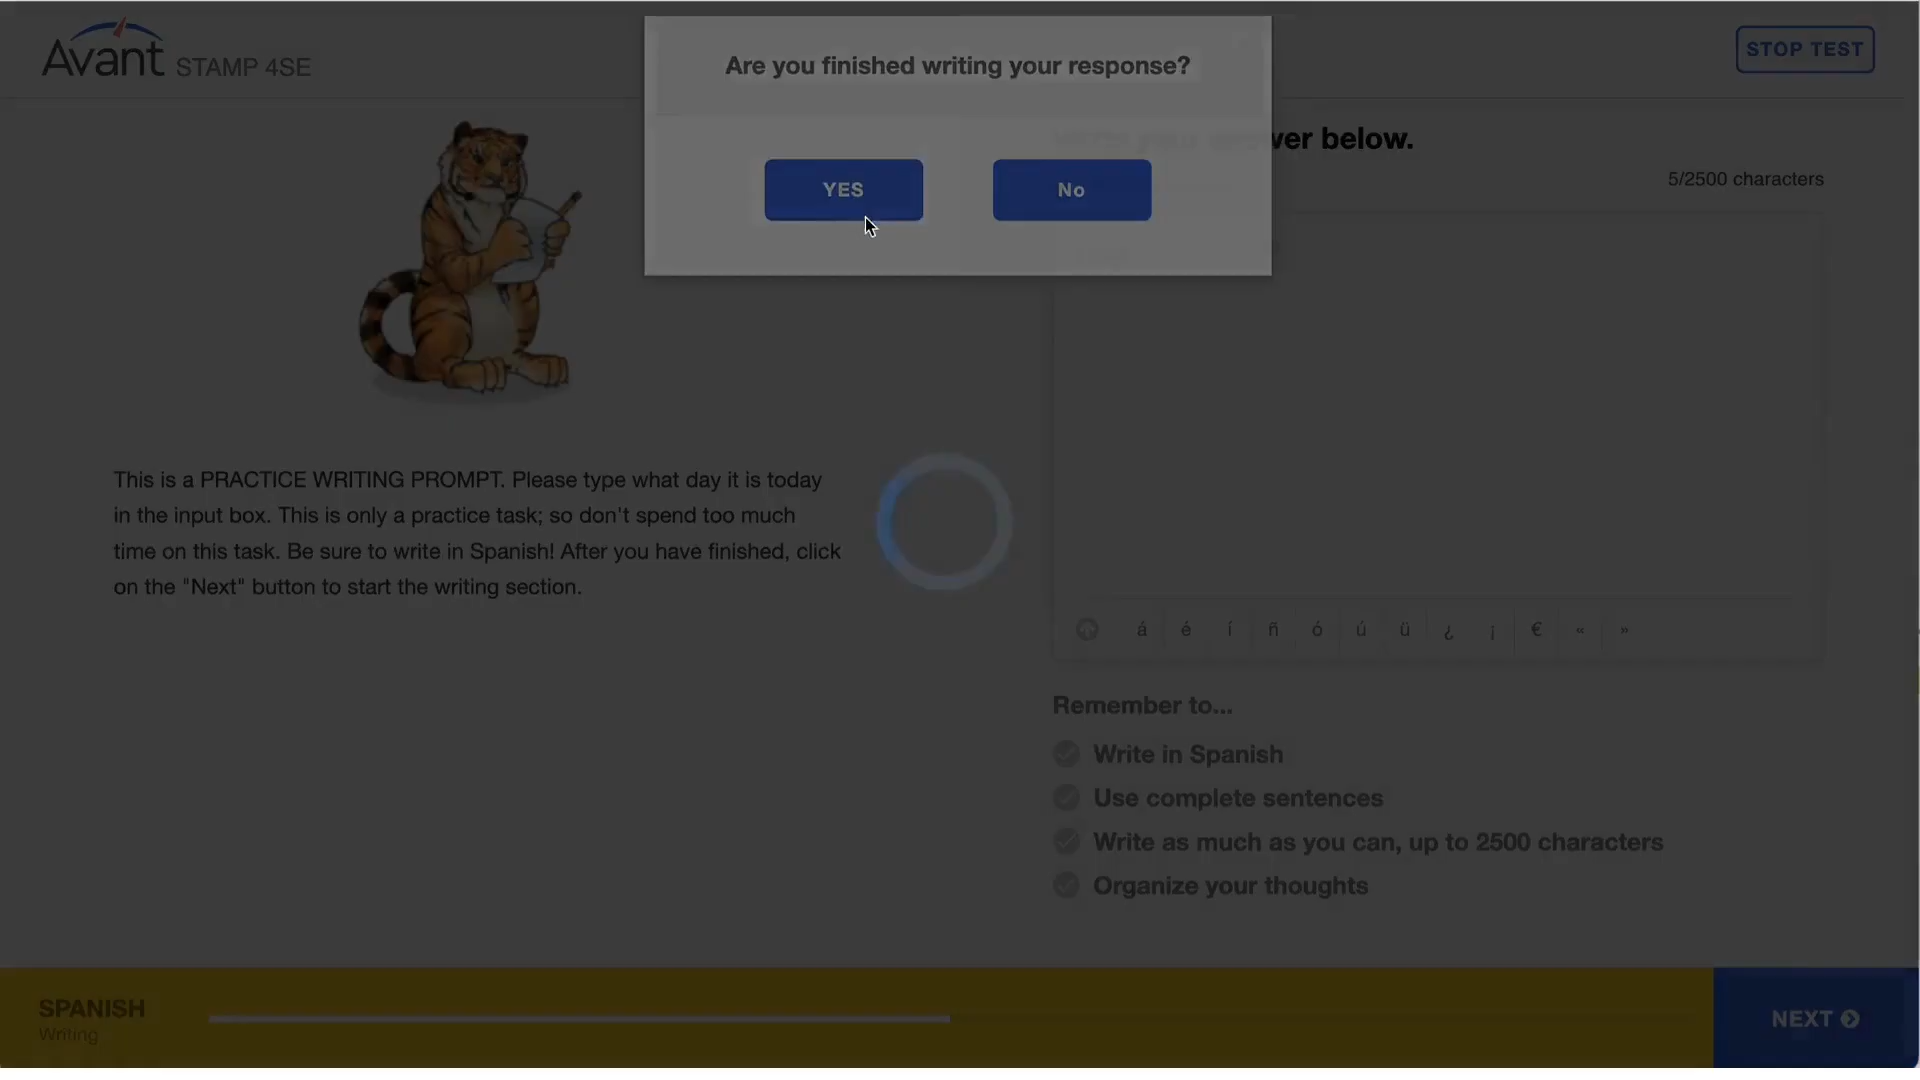 Avant STAMP 4SE
STOP TEST
Are you finished writing your response?
YES
No
ver below.
5/2500 characters
This is a PRACTICE WRITING PROMPT. Please type what day it is today
in the input box. This is only a practice task; so don't spend too much
time on this task. Be sure to write in Spanish! After you have finished, click
on the "Next" button to start the writing section.
á é í ñ ó ú ü ¿ ¡ € « »
Remember to...
Write in Spanish
Use complete sentences
Write as much as you can, up to 2500 characters
Organize your thoughts
SPANISH
Writing
NEXT